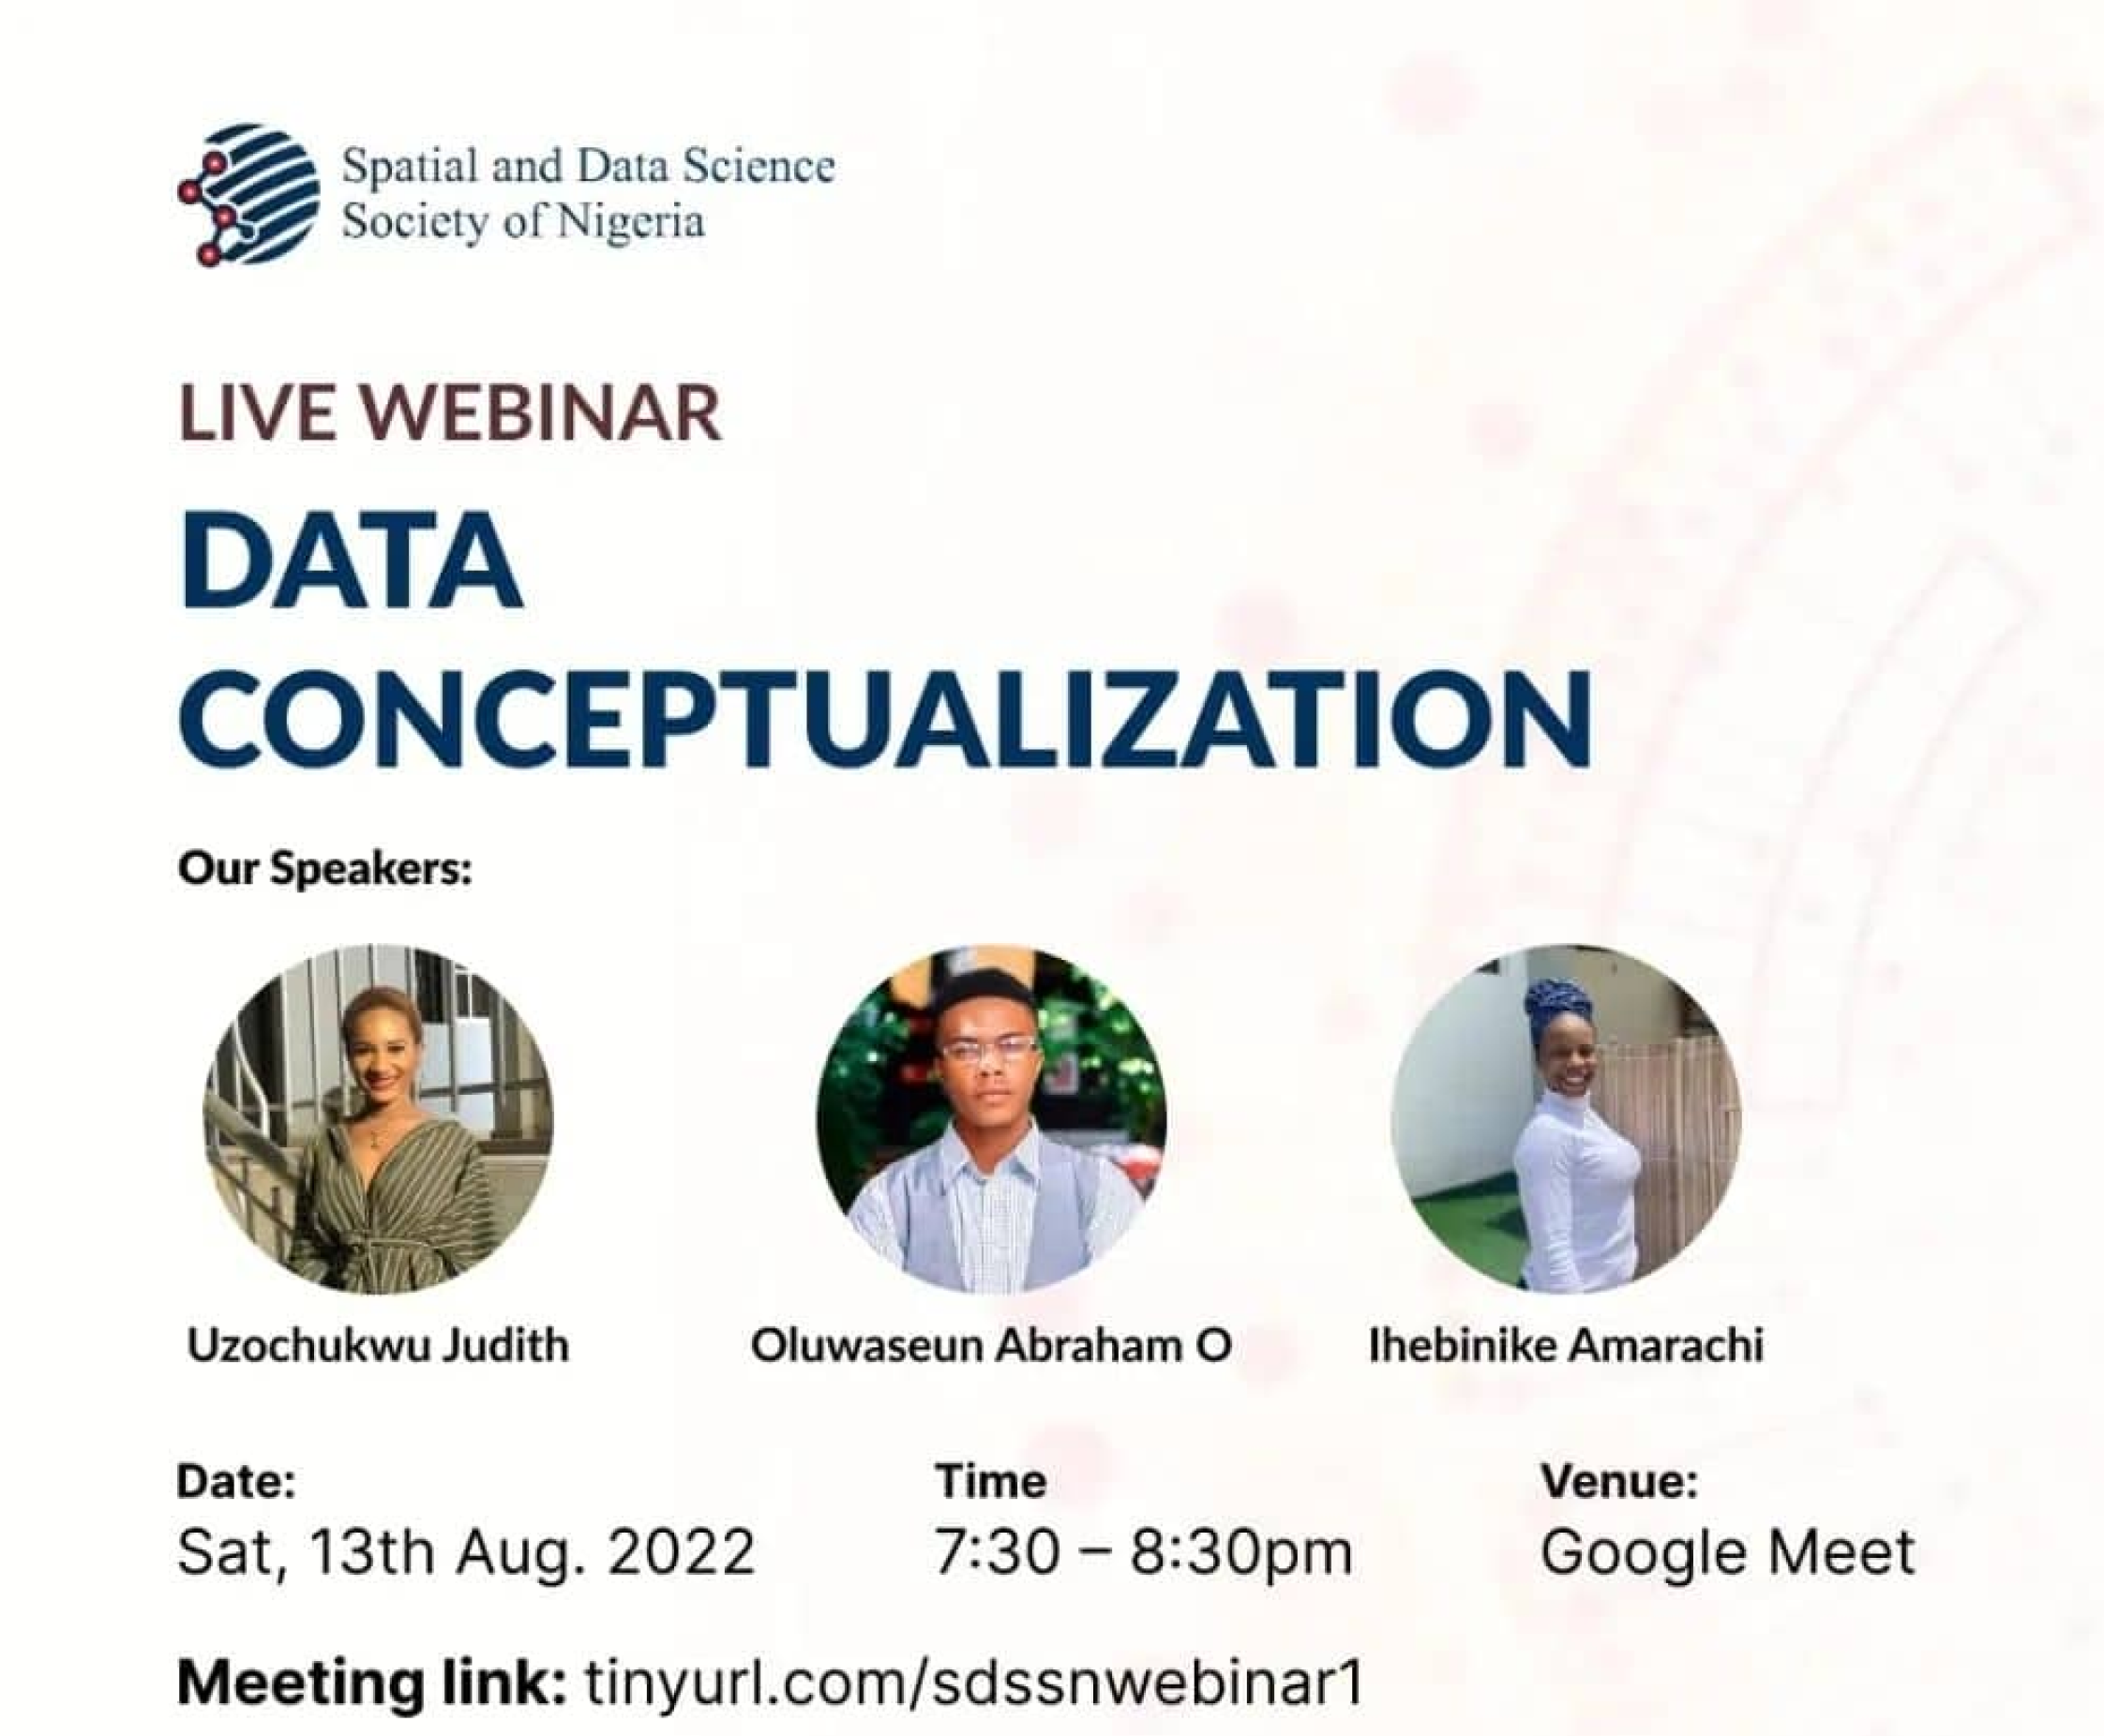 Spatial and Data Science
Society of Nigeria
LIVE WEBINAR
DATA
CONCEPTUALIZATION
Our Speakers:
Uzochukwu Judith
Oluwaseun Abraham O
Ihebinike Amarachi
Date:
Sat, 13th Aug. 2022
Time
7:30 – 8:30pm
Venue:
Google Meet
Meeting link: tinyurl.com/sdssnwebinar1